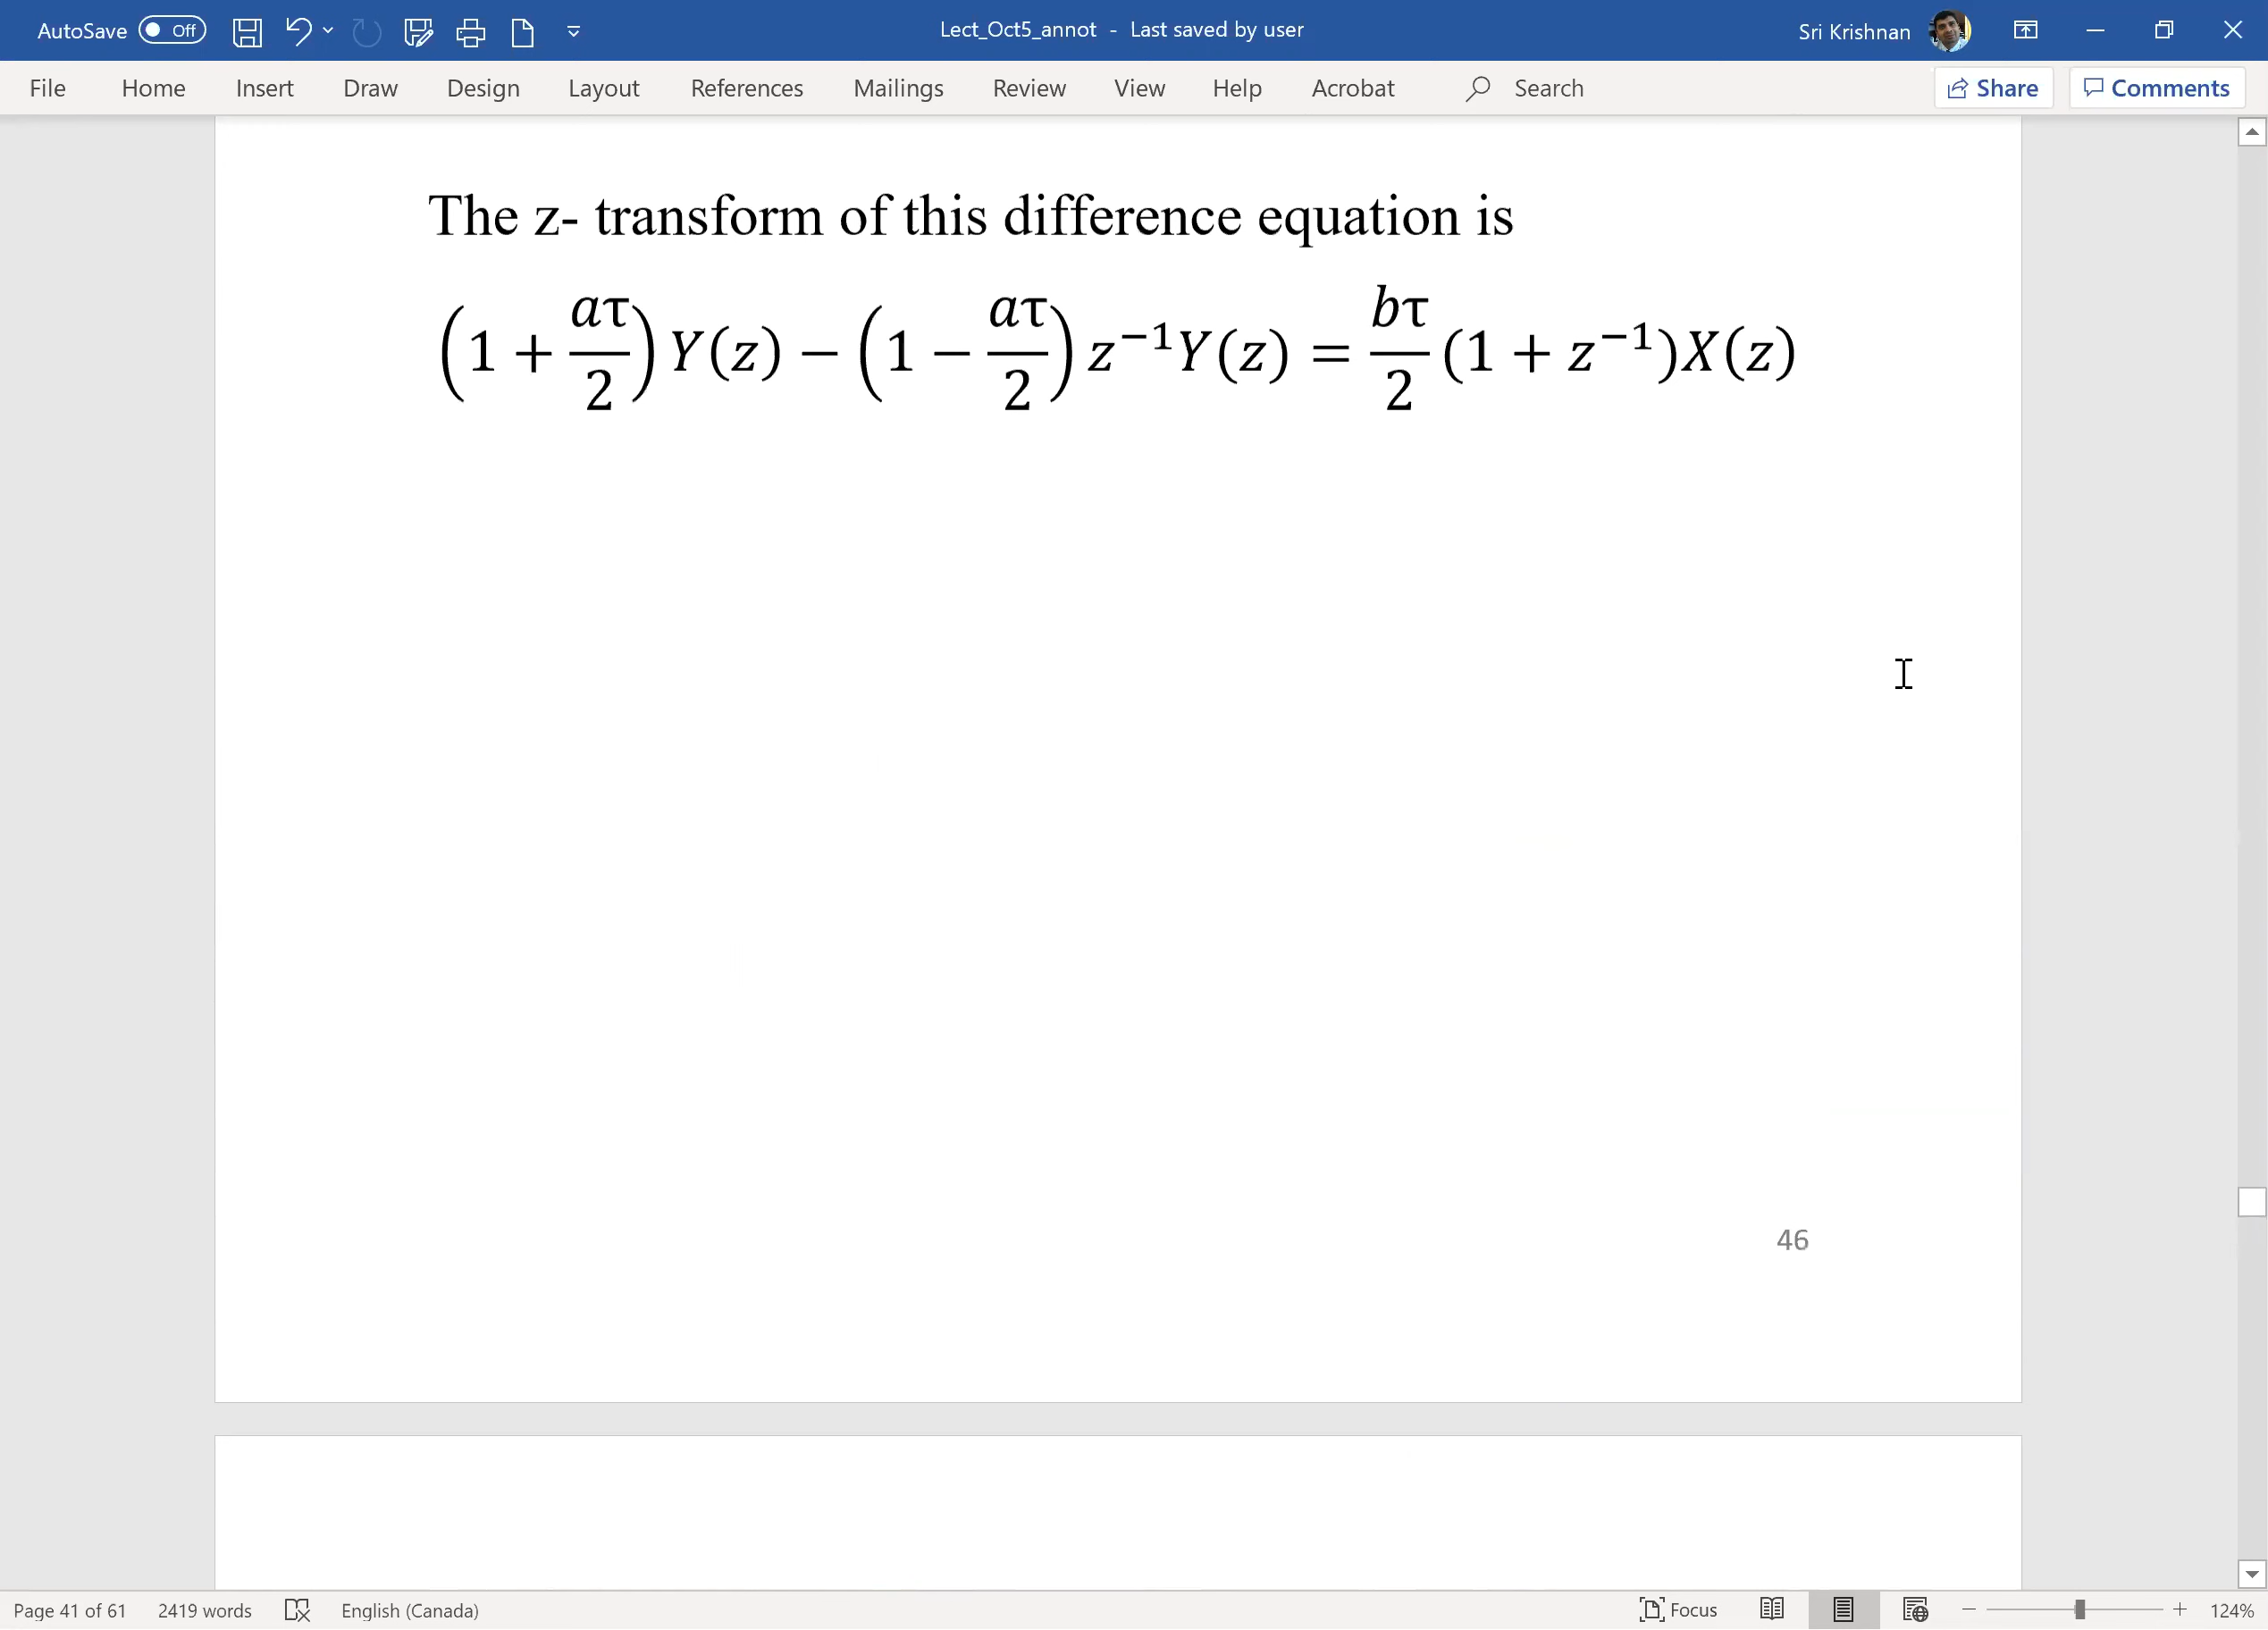 AutoSave Off Lect_Oct5_annot - Last saved by user Sri Krishnan
File Home Insert Draw Design Layout References Mailings Review View Help Acrobat Search Share Comments
The z- transform of this difference equation is
(1 + aτ/2) Y(z) − (1 − aτ/2) z⁻¹Y(z) = bτ/2 (1 + z⁻¹)X(z)
46
Page 41 of 61 2419 words English (Canada) Focus 124%